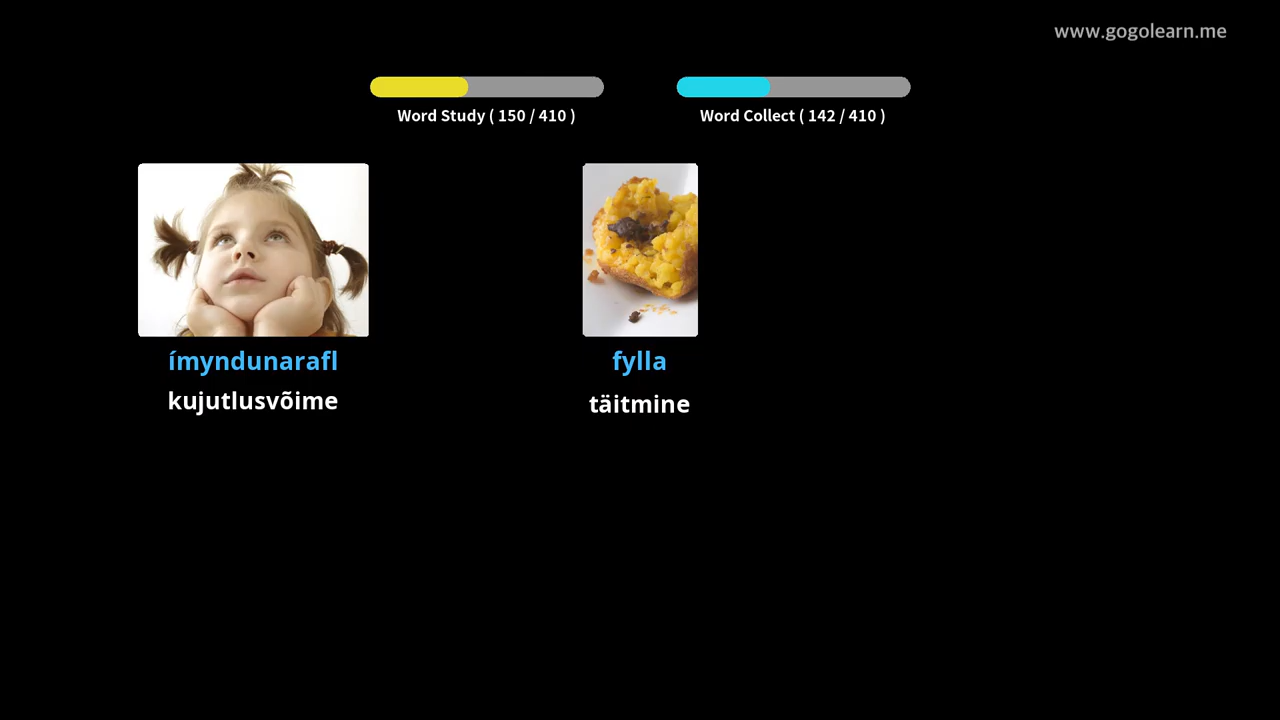 www.gogolearn.me
Word Study ( 150 / 410 )
Word Collect ( 142 / 410 )
ímyndunarafl
kujutlusvõime
fylla
täitmine